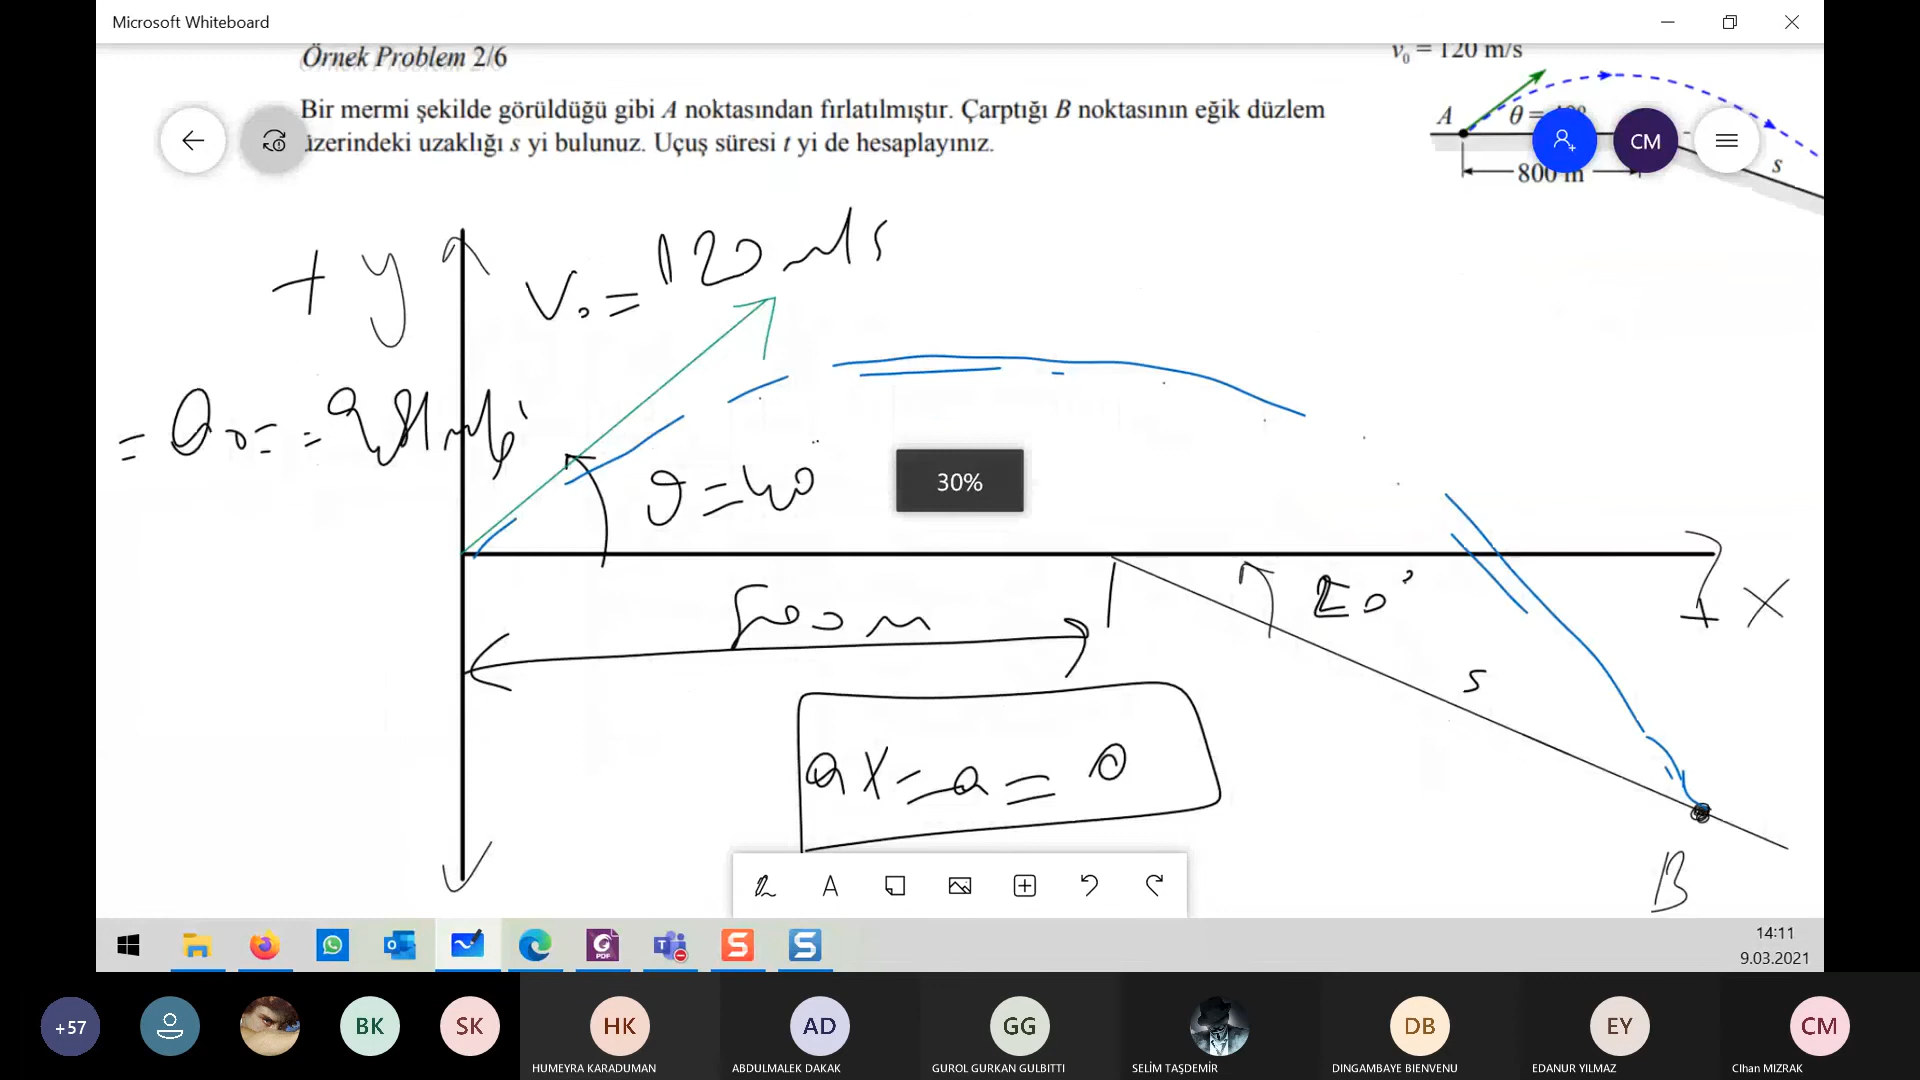 Microsoft Whiteboard
Örnek Problem 2/6
v₀ = 120 m/s
Bir mermi şekilde görüldüğü gibi A noktasından fırlatılmıştır. Çarptığı B noktasının eğik düzlem
üzerindeki uzaklığı s yi bulunuz. Uçuş süresi t yi de hesaplayınız.
A
θ =
CM
800 m
s
+ y
V₀ = 120 m/s
θ = 40°
30%
20°
x
800 m
s
ax = a = 0
B
A
PDF
14:11
9.03.2021
+57
BK
SK
HK
AD
GG
DB
EY
CM
HUMEYRA KARADUMAN
ABDULMALEK DAKAK
GUROL GURKAN GULBITTI
SELİM TAŞDEMİR
DINGAMBAYE BIENVENU
EDANUR YILMAZ
CIhan MIZRAK